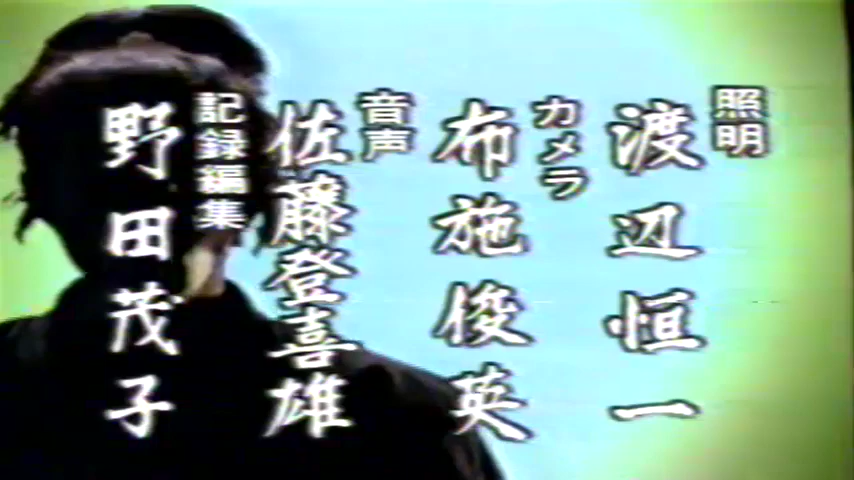 照明
渡辺恒一
カメラ
布施俊英
音声
佐藤登喜雄
記録編集
野田茂子